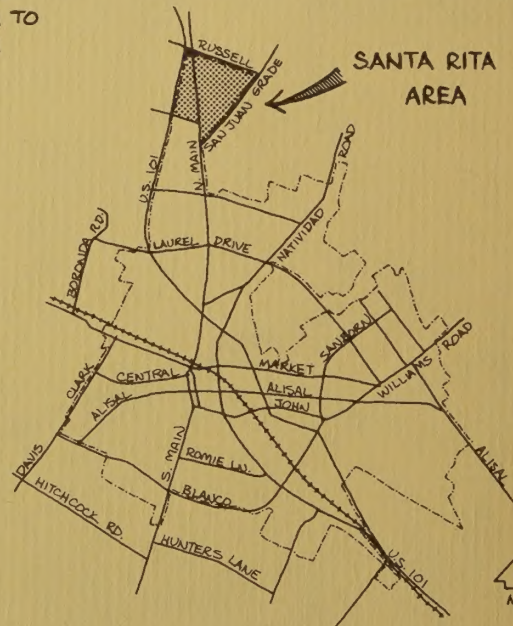 TO
RUSSELL
SANTA RITA
AREA
SAN JUAN GRADE
U.S. 101
N. MAIN
ROAD
NATIVIDAD
BORONDA RD.
LAUREL DRIVE
SANBORN
MARKET
WILLIAMS ROAD
CLARK
CENTRAL
ALISAL
ALISAL
JOHN
ALISAL
DAVIS
S. MAIN
ROMIE LN.
BLANCO
HITCHCOCK RD.
HUNTERS LANE
U.S. 101